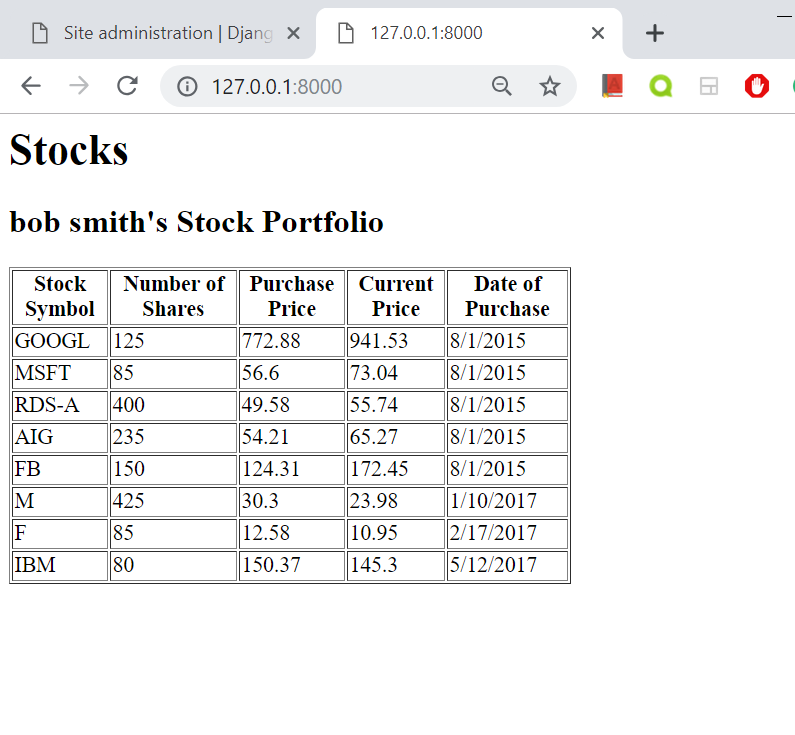 Site administration | Djang
127.0.0.1:8000
127.0.0.1:8000
Stocks
bob smith's Stock Portfolio
Stock Symbol Number of Shares Purchase Price Current Price Date of Purchase
GOOGL 125 772.88 941.53 8/1/2015
MSFT 85 56.6 73.04 8/1/2015
RDS-A 400 49.58 55.74 8/1/2015
AIG 235 54.21 65.27 8/1/2015
FB 150 124.31 172.45 8/1/2015
M 425 30.3 23.98 1/10/2017
F 85 12.58 10.95 2/17/2017
IBM 80 150.37 145.3 5/12/2017